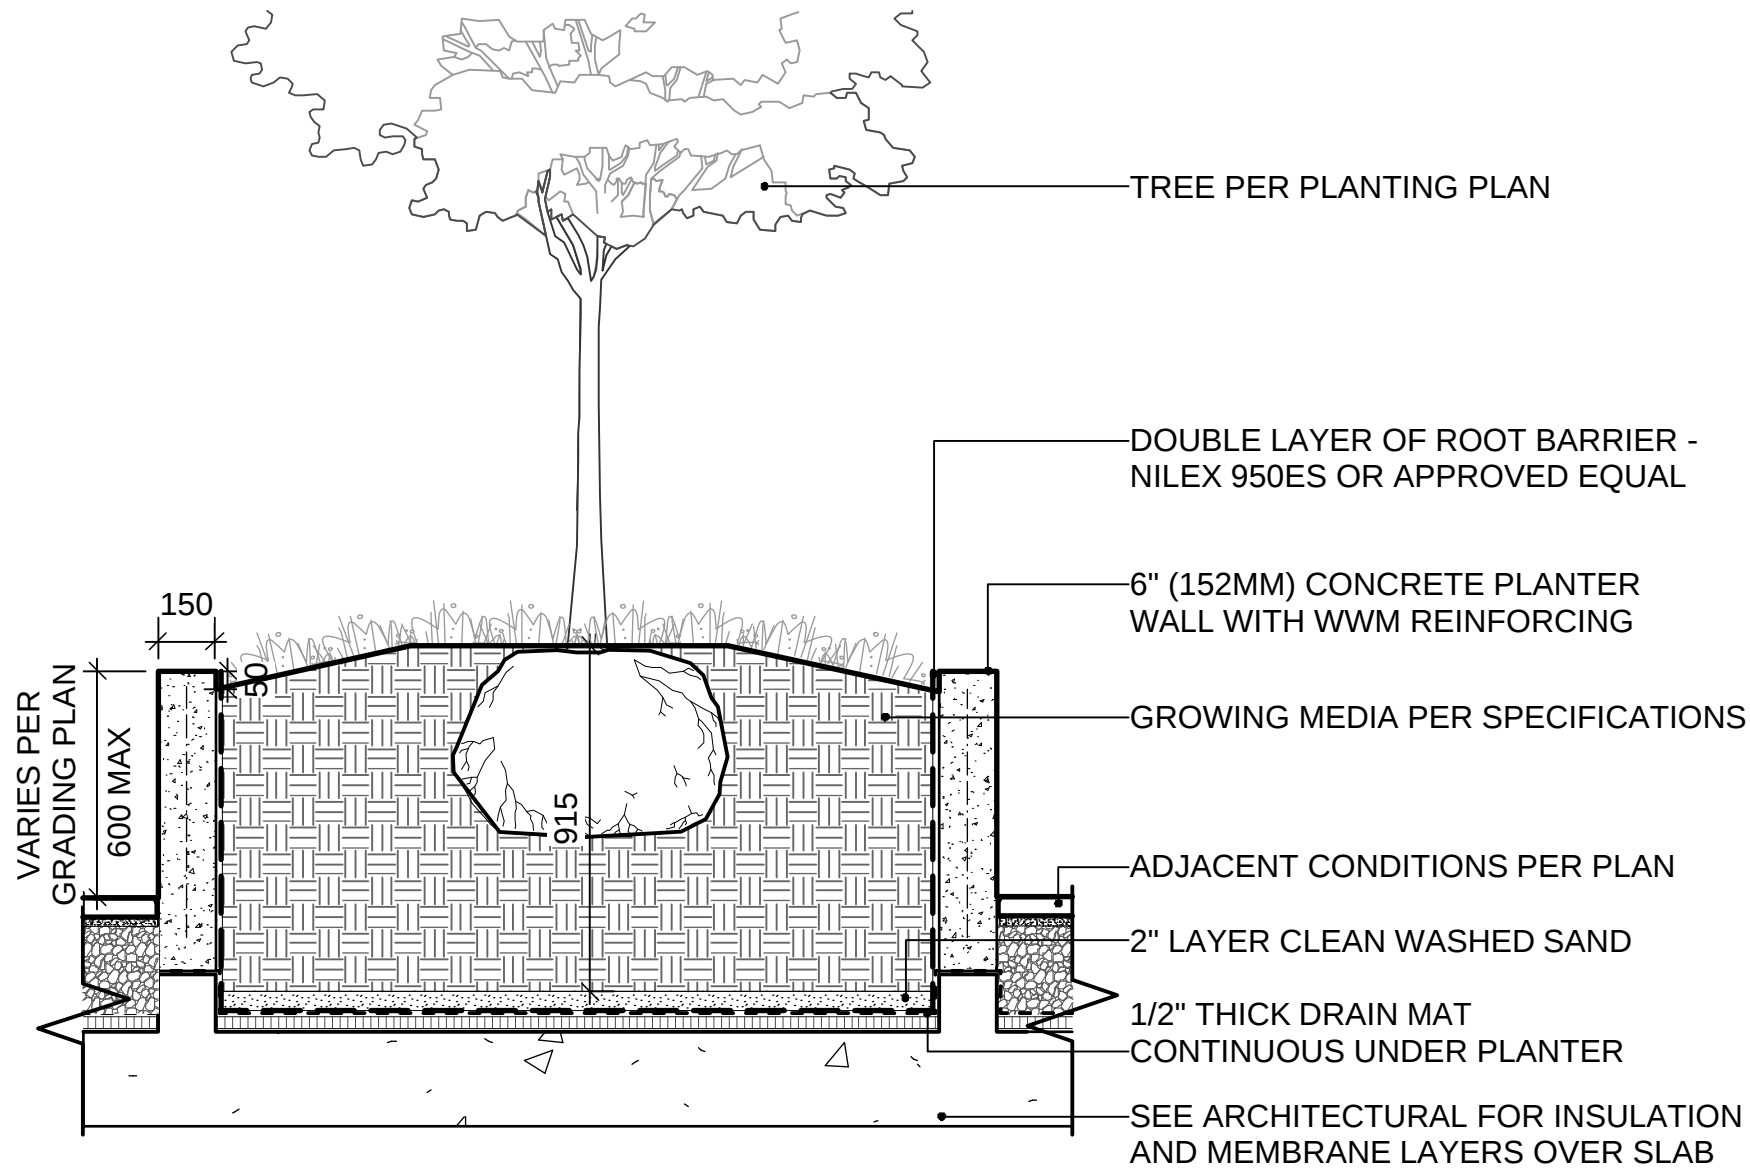 TREE PER PLANTING PLAN
DOUBLE LAYER OF ROOT BARRIER -
NILEX 950ES OR APPROVED EQUAL
6" (152MM) CONCRETE PLANTER
WALL WITH WWM REINFORCING
150
50
VARIES PER
GRADING PLAN
600 MAX
915
GROWING MEDIA PER SPECIFICATIONS
ADJACENT CONDITIONS PER PLAN
2" LAYER CLEAN WASHED SAND
1/2" THICK DRAIN MAT
CONTINUOUS UNDER PLANTER
SEE ARCHITECTURAL FOR INSULATION
AND MEMBRANE LAYERS OVER SLAB